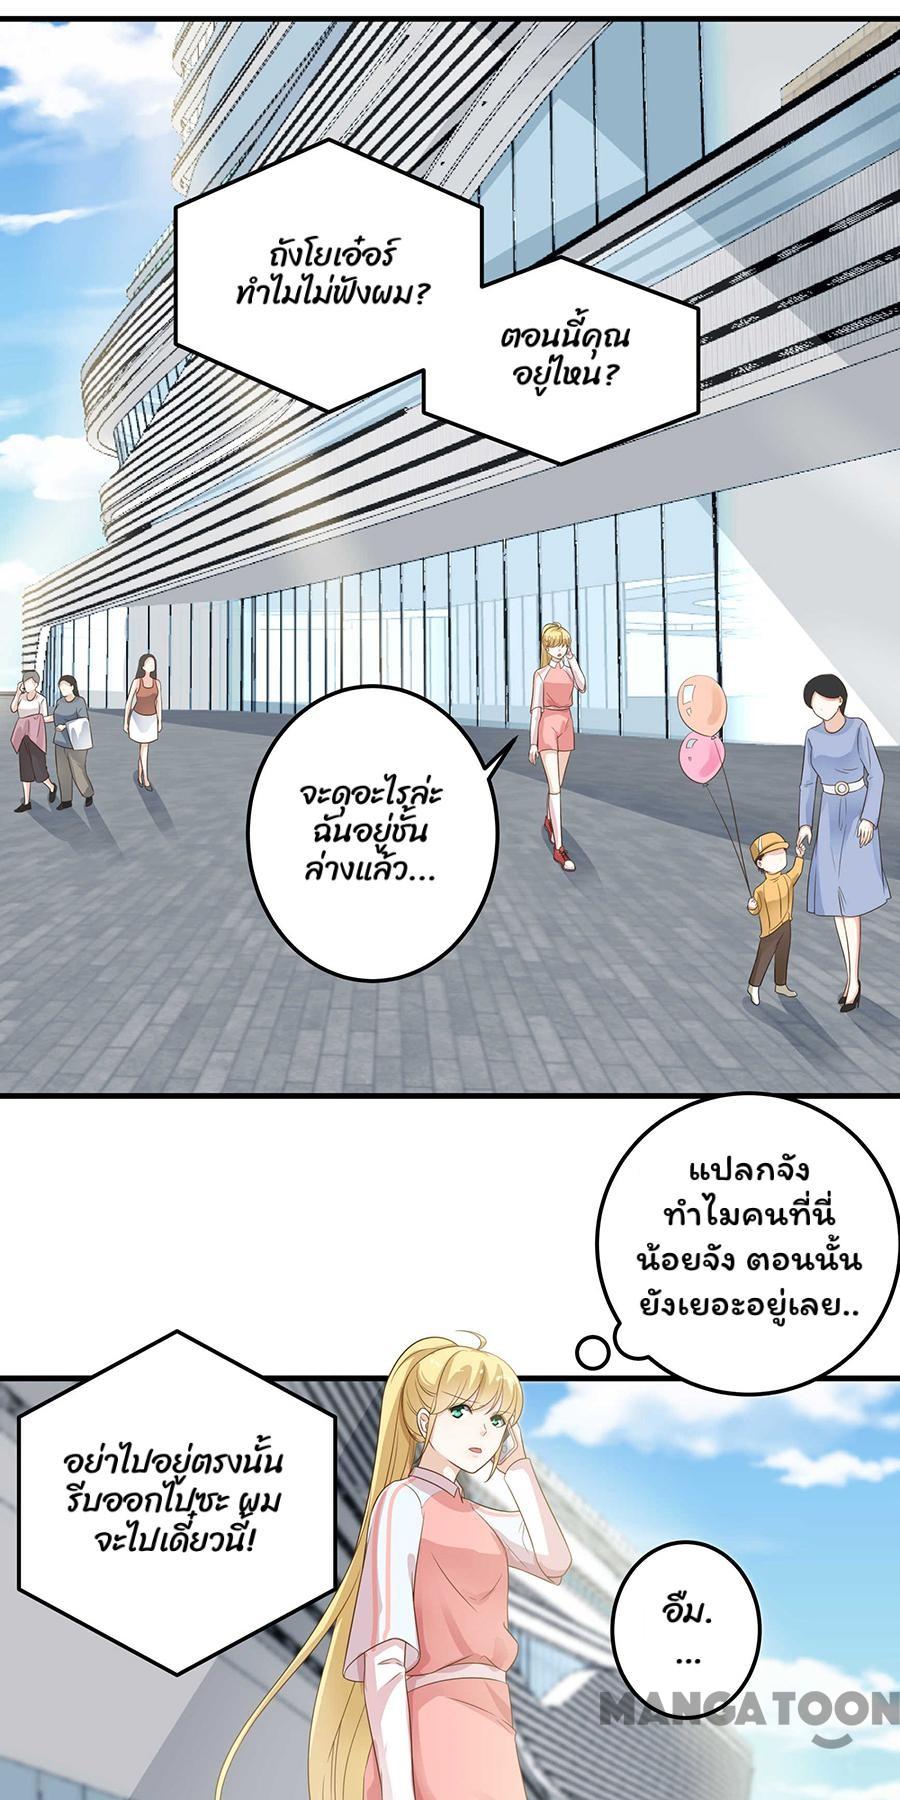 ถังโยเอ๋อร์
ทำไมไม่ฟังผม?
ตอนนี้คุณ
อยู่ไหน?
จะดุอะไรล่ะ
ฉันอยู่ชั้น
ล่างแล้ว...
แปลกจัง
ทำไมคนที่นี่
น้อยจัง ตอนนั้น
ยังเยอะอยู่เลย..
อย่าไปอยู่ตรงนั้น
รีบออกไปซะ ผม
จะไปเดี๋ยวนี้!
อืม.
...
MANGATOON